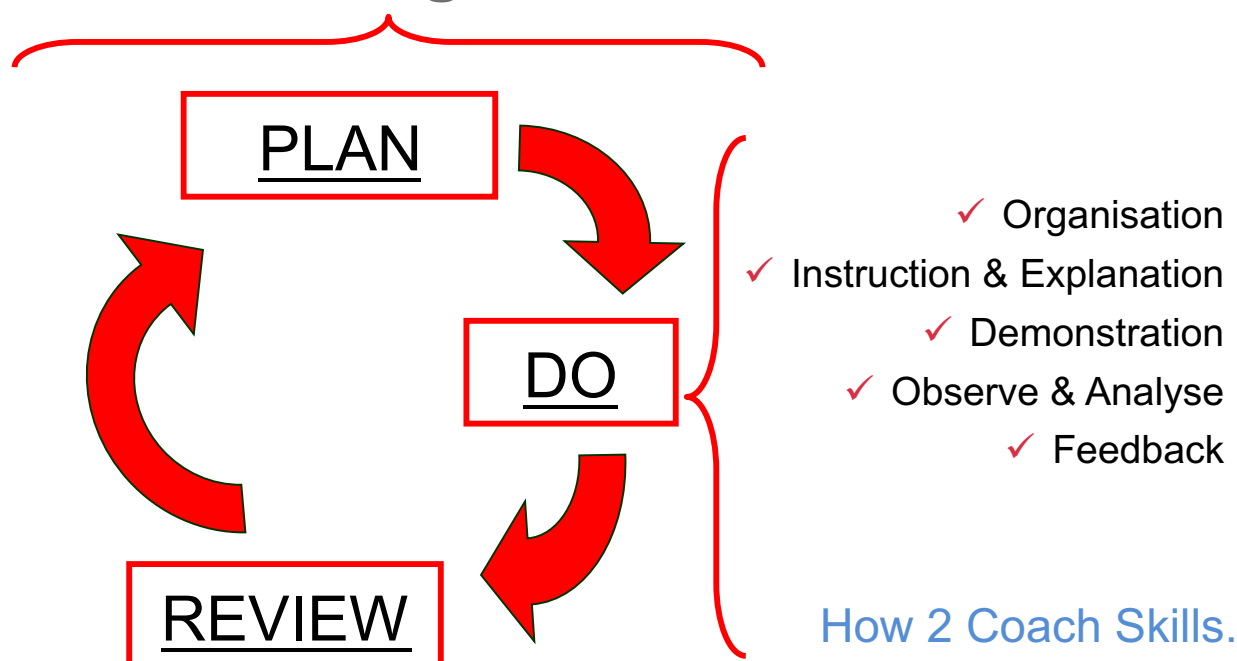 PLAN
DO
REVIEW
Organisation
Instruction & Explanation
Demonstration
Observe & Analyse
Feedback
How 2 Coach Skills.